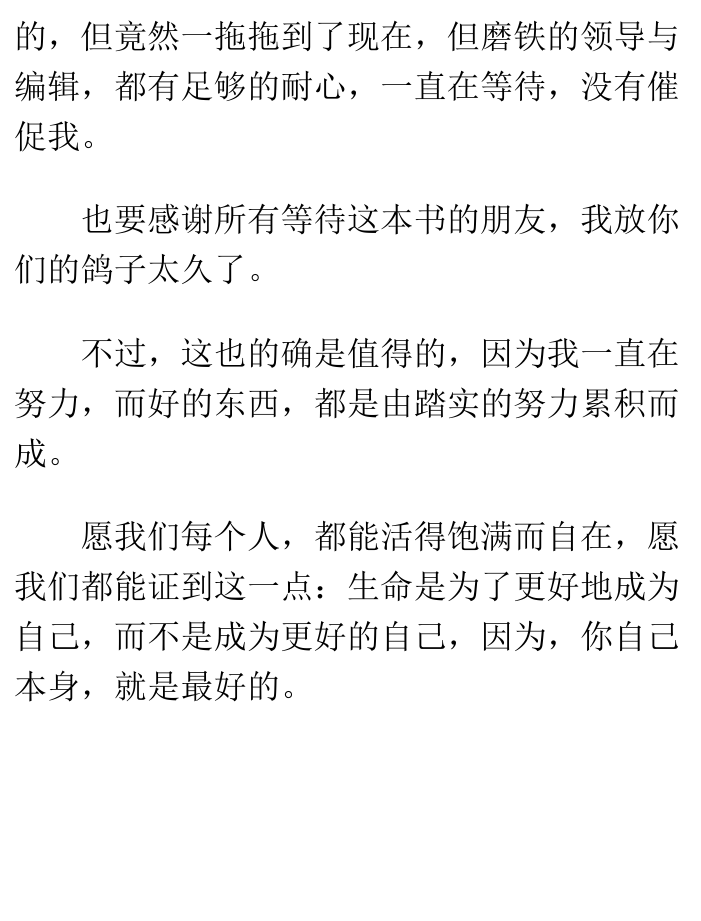 的，但竟然一拖拖到了现在，但磨铁的领导与
编辑，都有足够的耐心，一直在等待，没有催
促我。
也要感谢所有等待这本书的朋友，我放你
们的鸽子太久了。
不过，这也的确是值得的，因为我一直在
努力，而好的东西，都是由踏实的努力累积而
成。
愿我们每个人，都能活得饱满而自在，愿
我们都能证到这一点：生命是为了更好地成为
自己，而不是成为更好的自己，因为，你自己
本身，就是最好的。